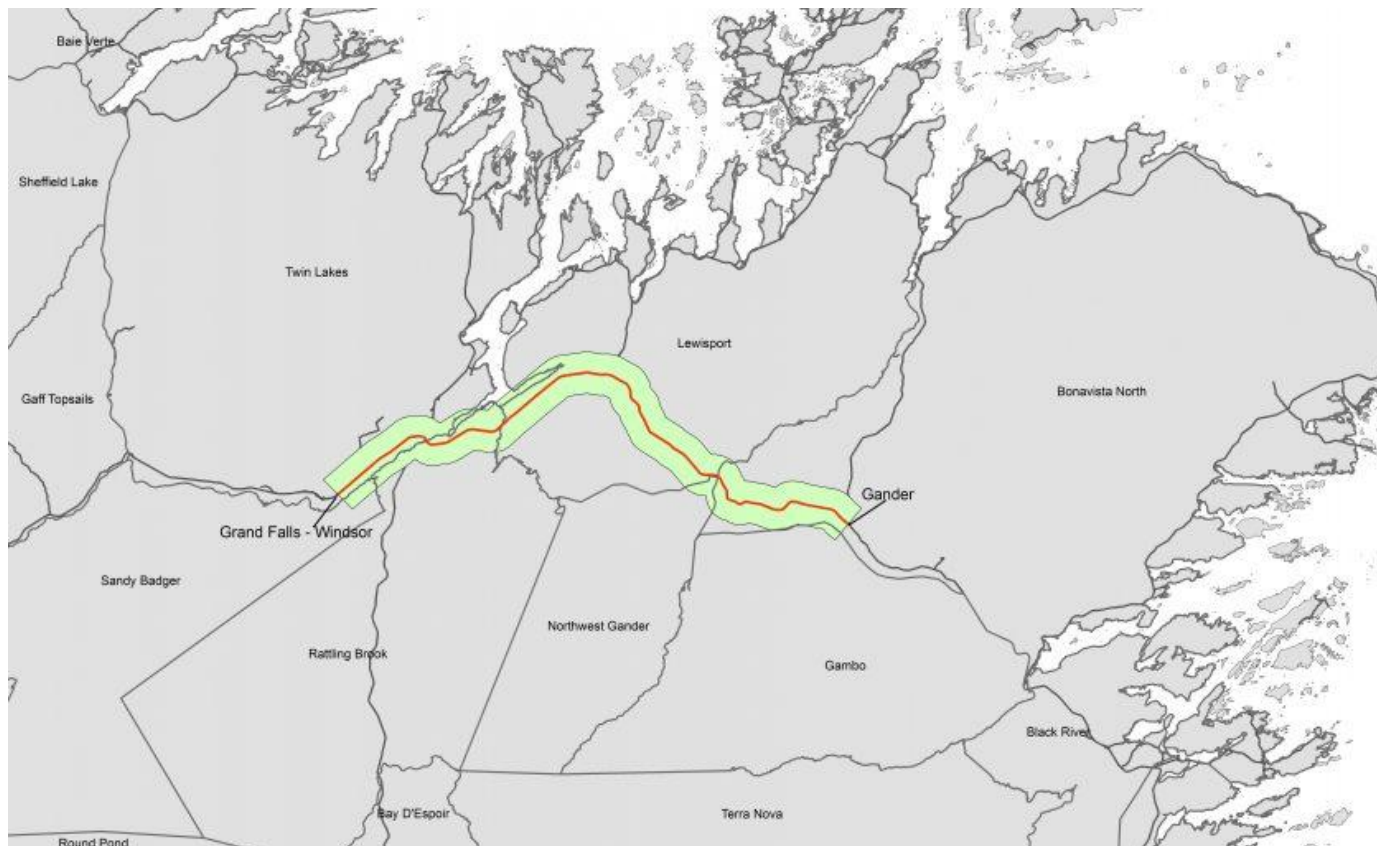 Baie Verte
Sheffield Lake
Twin Lakes
Lewisport
Gaff Topsails
Bonavista North
Gander
Grand Falls - Windsor
Sandy Badger
Northwest Gander
Rattling Brook
Gambo
Black River
Bay D'Espoir
Terra Nova
Round Pond